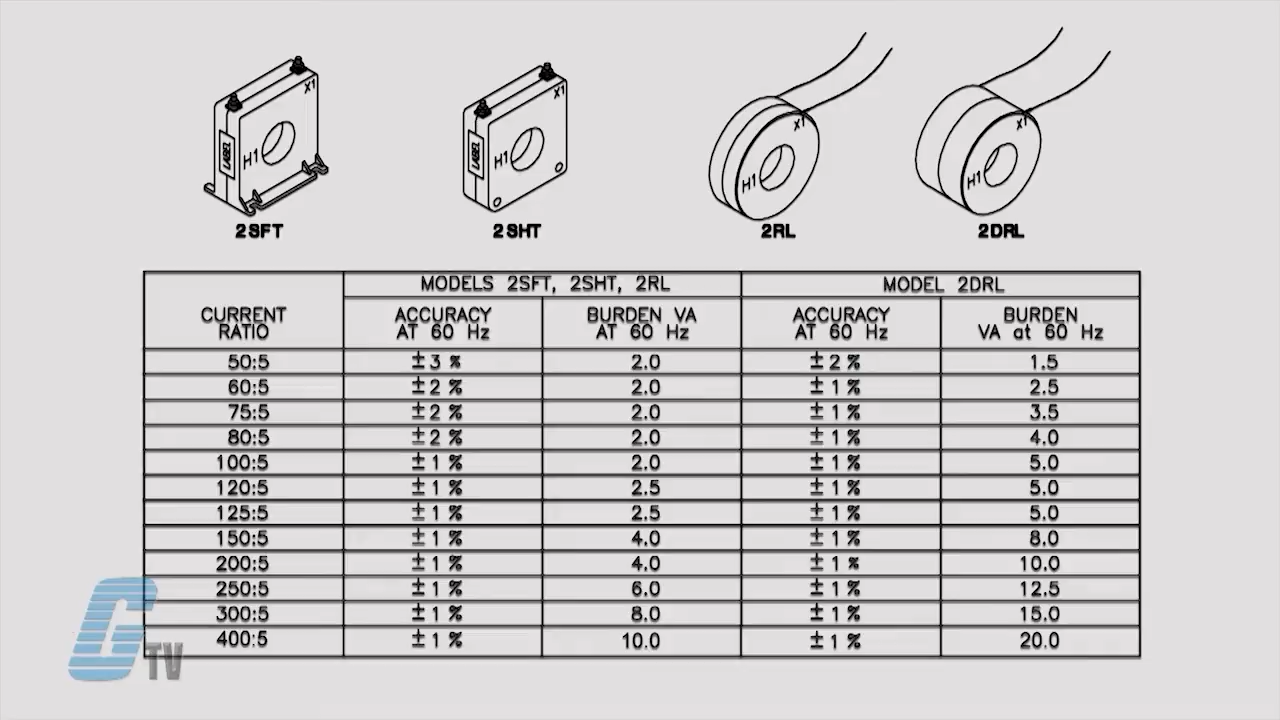 X1
LABEL
H1
2SFT
X1
LABEL
H1
2SHT
X1
H1
2RL
X1
H1
2DRL
MODELS 2SFT, 2SHT, 2RL MODEL 2DRL
CURRENT RATIO ACCURACY AT 60 Hz BURDEN VA AT 60 Hz ACCURACY AT 60 Hz BURDEN VA at 60 Hz
50:5 ±3 % 2.0 ±2 % 1.5
60:5 ±2 % 2.0 ±1 % 2.5
75:5 ±2 % 2.0 ±1 % 3.5
80:5 ±2 % 2.0 ±1 % 4.0
100:5 ±1 % 2.0 ±1 % 5.0
120:5 ±1 % 2.5 ±1 % 5.0
125:5 ±1 % 2.5 ±1 % 5.0
150:5 ±1 % 4.0 ±1 % 8.0
200:5 ±1 % 4.0 ±1 % 10.0
250:5 ±1 % 6.0 ±1 % 12.5
300:5 ±1 % 8.0 ±1 % 15.0
400:5 ±1 % 10.0 ±1 % 20.0
G TV